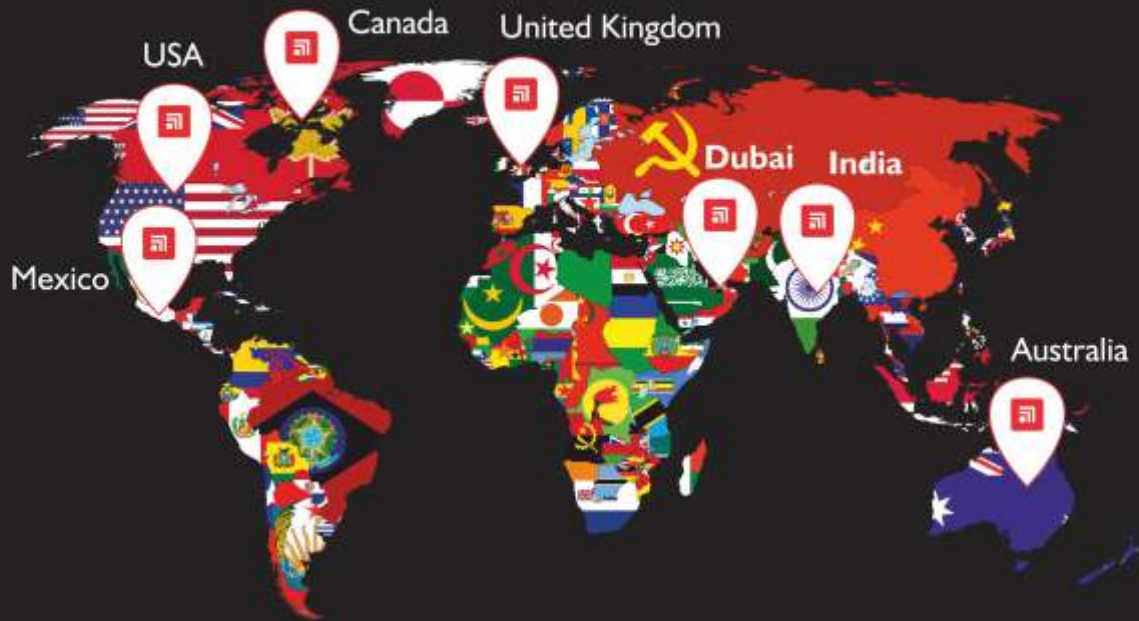 Canada
United Kingdom
USA
Dubai
India
Mexico
Australia